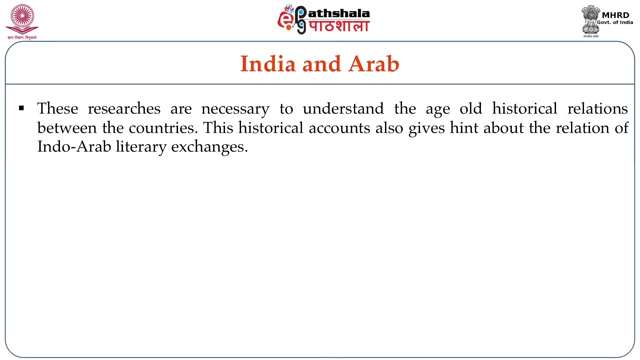 Pathshala
पाठशाला
MHRD
Govt. of India
India and Arab
▪ These researches are necessary to understand the age old historical relations
between the countries. This historical accounts also gives hint about the relation of
Indo-Arab literary exchanges.